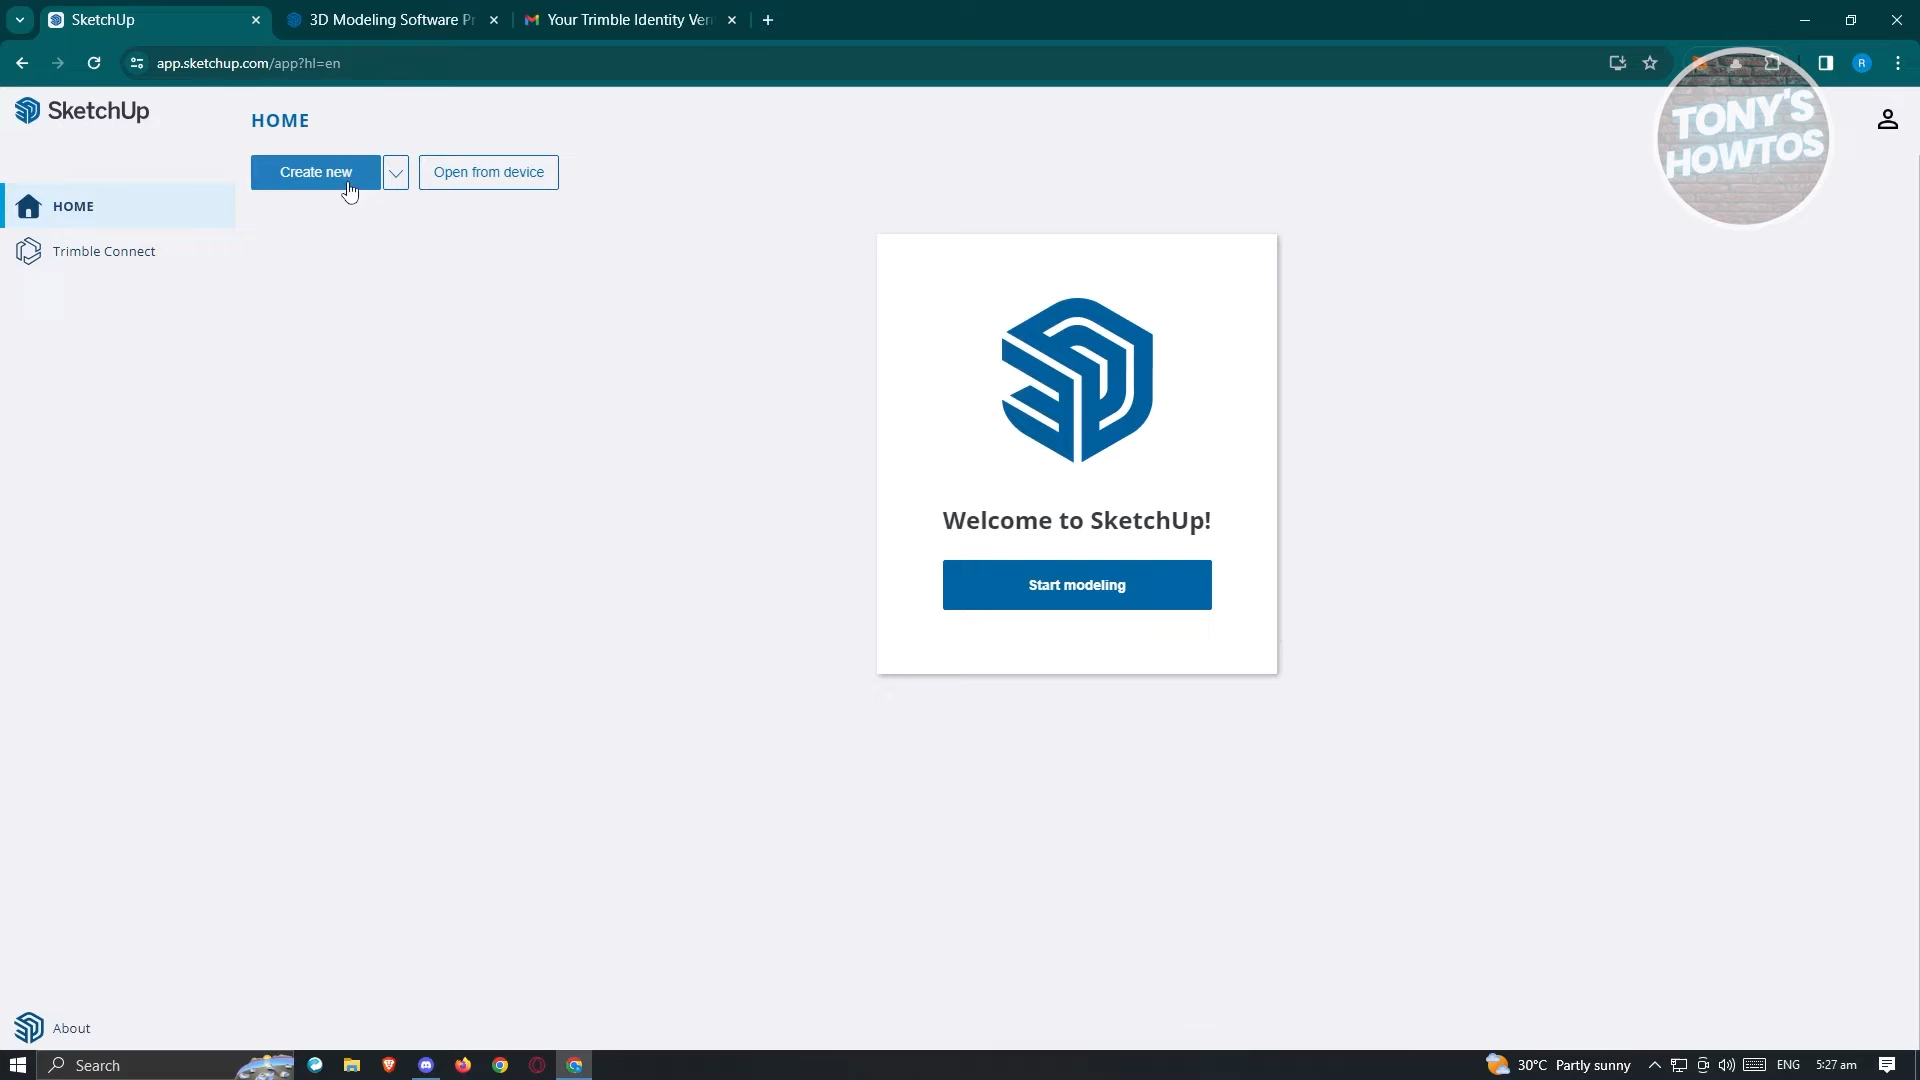 SketchUp
3D Modeling Software Pr
Your Trimble Identity Veri
app.sketchup.com/app?hl=en
R
SketchUp
HOME
TONY'S
HOWTOS
Create new
Open from device
HOME
Trimble Connect
Welcome to SketchUp!
Start modeling
About
Search
30°C Partly sunny
ENG
5:27 am